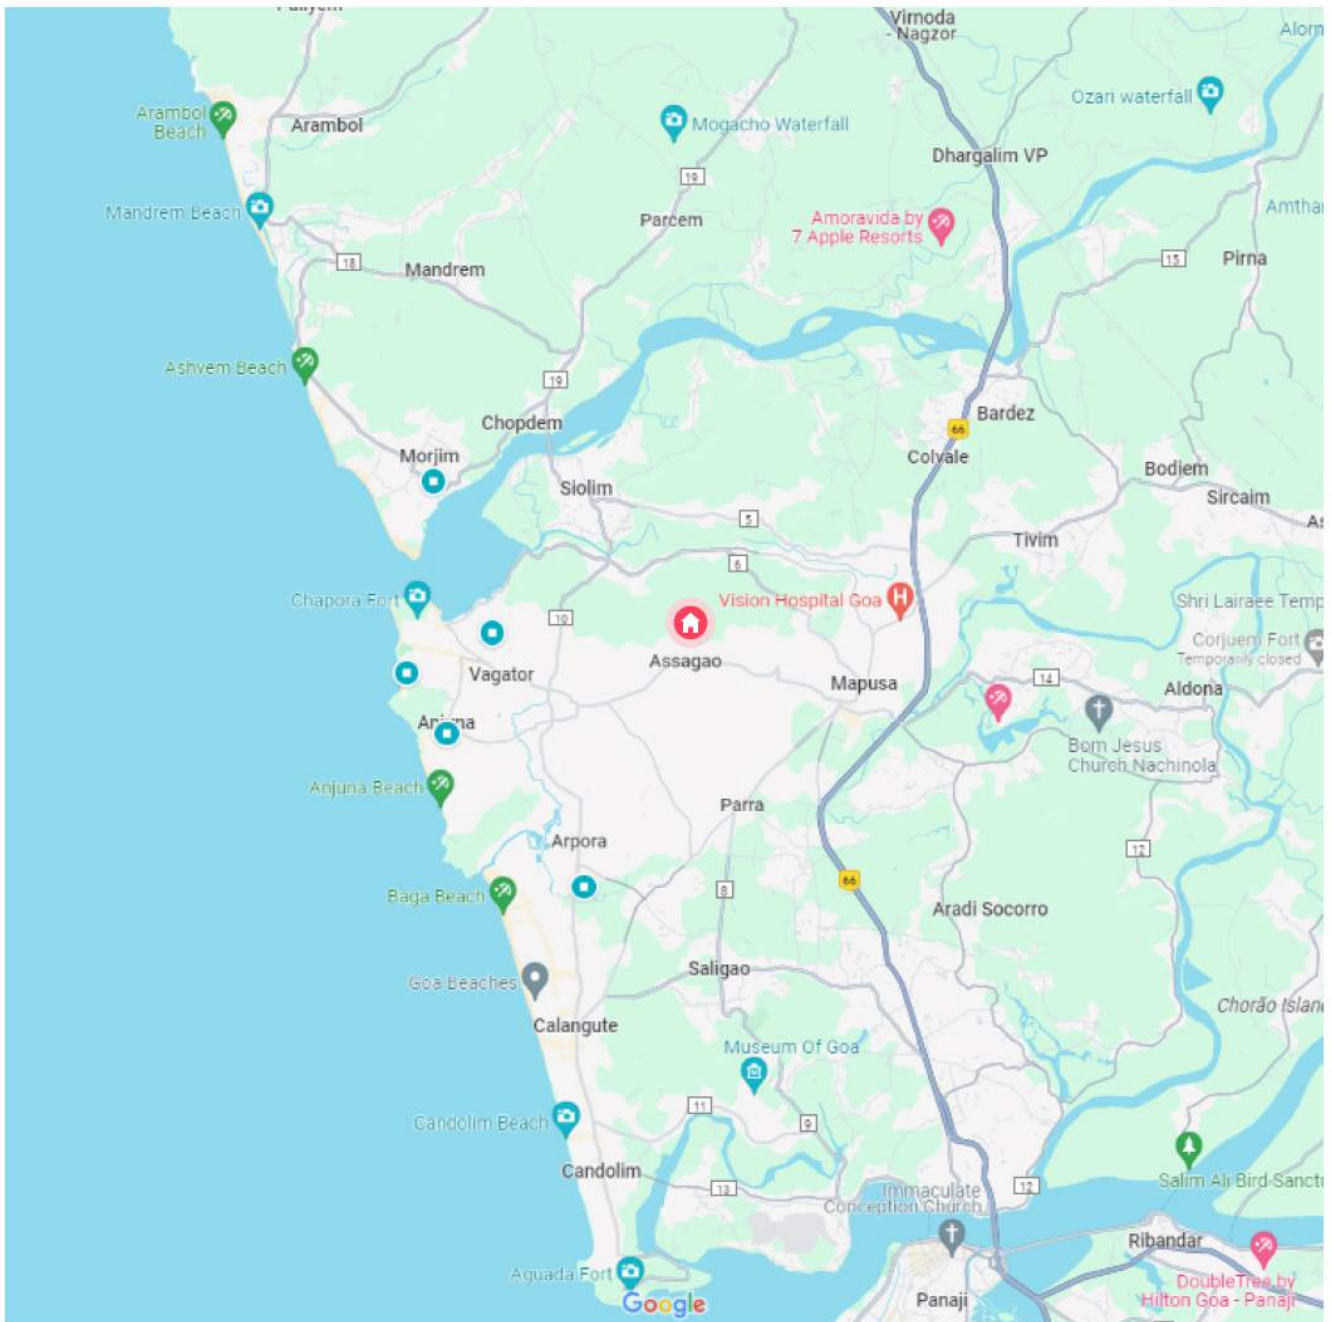 Virnoda
- Nagzor
Alorn
Arambol
Beach
Arambol
Mogacho Waterfall
Ozari waterfall
Dhargalim VP
19
Mandrem Beach
Parcem
Amoravida by
7 Apple Resorts
Amthan
18
Mandrem
15
Pirna
Ashvem Beach
19
Chopdem
Bardez
66
Colvale
Morjim
Siolim
Bodiem
Sircaim
As
5
Tivim
6
Chapora Fort
10
Vision Hospital Goa
Shri Lairaee Temp
Corjuem Fort
Temporarily closed
Assagao
Vagator
Mapusa
14
Aldona
Anjuna
Bom Jesus
Church Nachinola
Anjuna Beach
Parra
Arpora
12
66
8
Baga Beach
Aradi Socorro
Saligao
Goa Beaches
Chorão Islan
Calangute
Museum Of Goa
11
9
Candolim Beach
Candolim
13
Immaculate
Conception Church
12
Salim Ali Bird Sanctu
Ribandar
Aguada Fort
Google
Panaji
DoubleTree by
Hilton Goa - Panaji